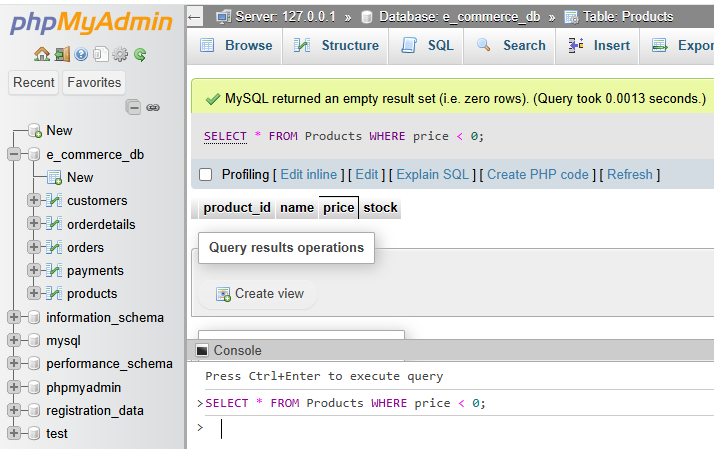 phpMyAdmin
Recent Favorites
New
e_commerce_db
New
customers
orderdetails
orders
payments
products
information_schema
mysql
performance_schema
phpmyadmin
registration_data
test
Server: 127.0.0.1 » Database: e_commerce_db » Table: Products
Browse Structure SQL Search Insert Expor
MySQL returned an empty result set (i.e. zero rows). (Query took 0.0013 seconds.)
SELECT * FROM Products WHERE price < 0;
Profiling [ Edit inline ] [ Edit ] [ Explain SQL ] [ Create PHP code ] [ Refresh ]
product_id name price stock
Query results operations
Create view
Console
Press Ctrl+Enter to execute query
>SELECT * FROM Products WHERE price < 0;
>